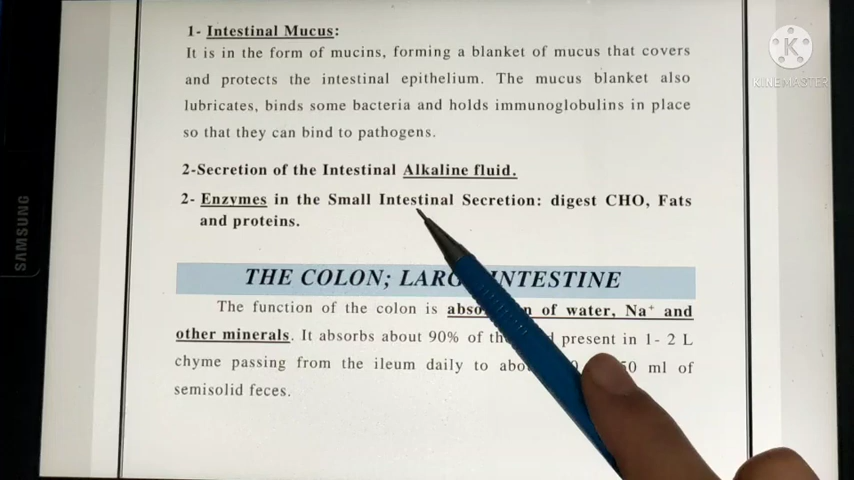 1- Intestinal Mucus:
It is in the form of mucins, forming a blanket of mucus that covers
and protects the intestinal epithelium. The mucus blanket also
lubricates, binds some bacteria and holds immunoglobulins in place
so that they can bind to pathogens.
2-Secretion of the Intestinal Alkaline fluid.
2- Enzymes in the Small Intestinal Secretion: digest CHO, Fats
and proteins.
THE COLON; LARGE INTESTINE
The function of the colon is of water, Na⁺ and
other minerals. It absorbs about 90% of the present in 1- 2 L
chyme passing from the ileum daily to ml of
semisolid feces.
SAMSUNG
K
KINEMASTER